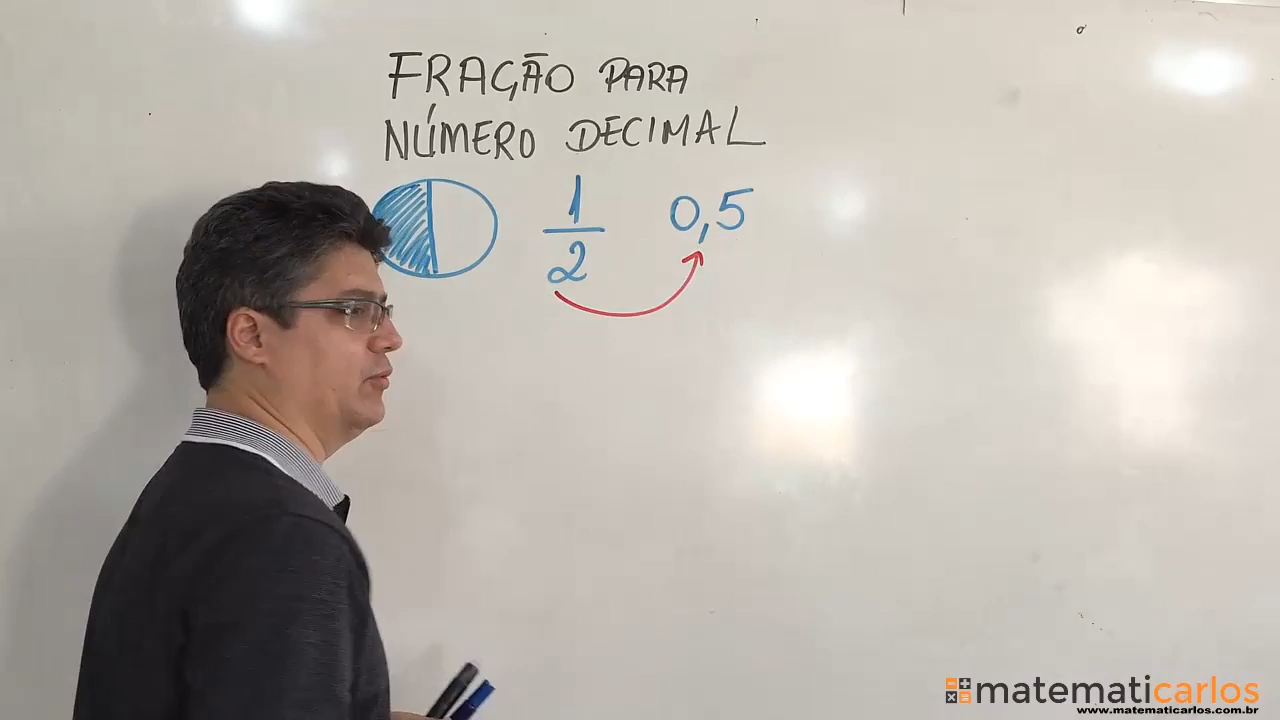 FRAÇÃO PARA
NÚMERO DECIMAL
1
2
0,5
matematicarlos
www.matematicarlos.com.br